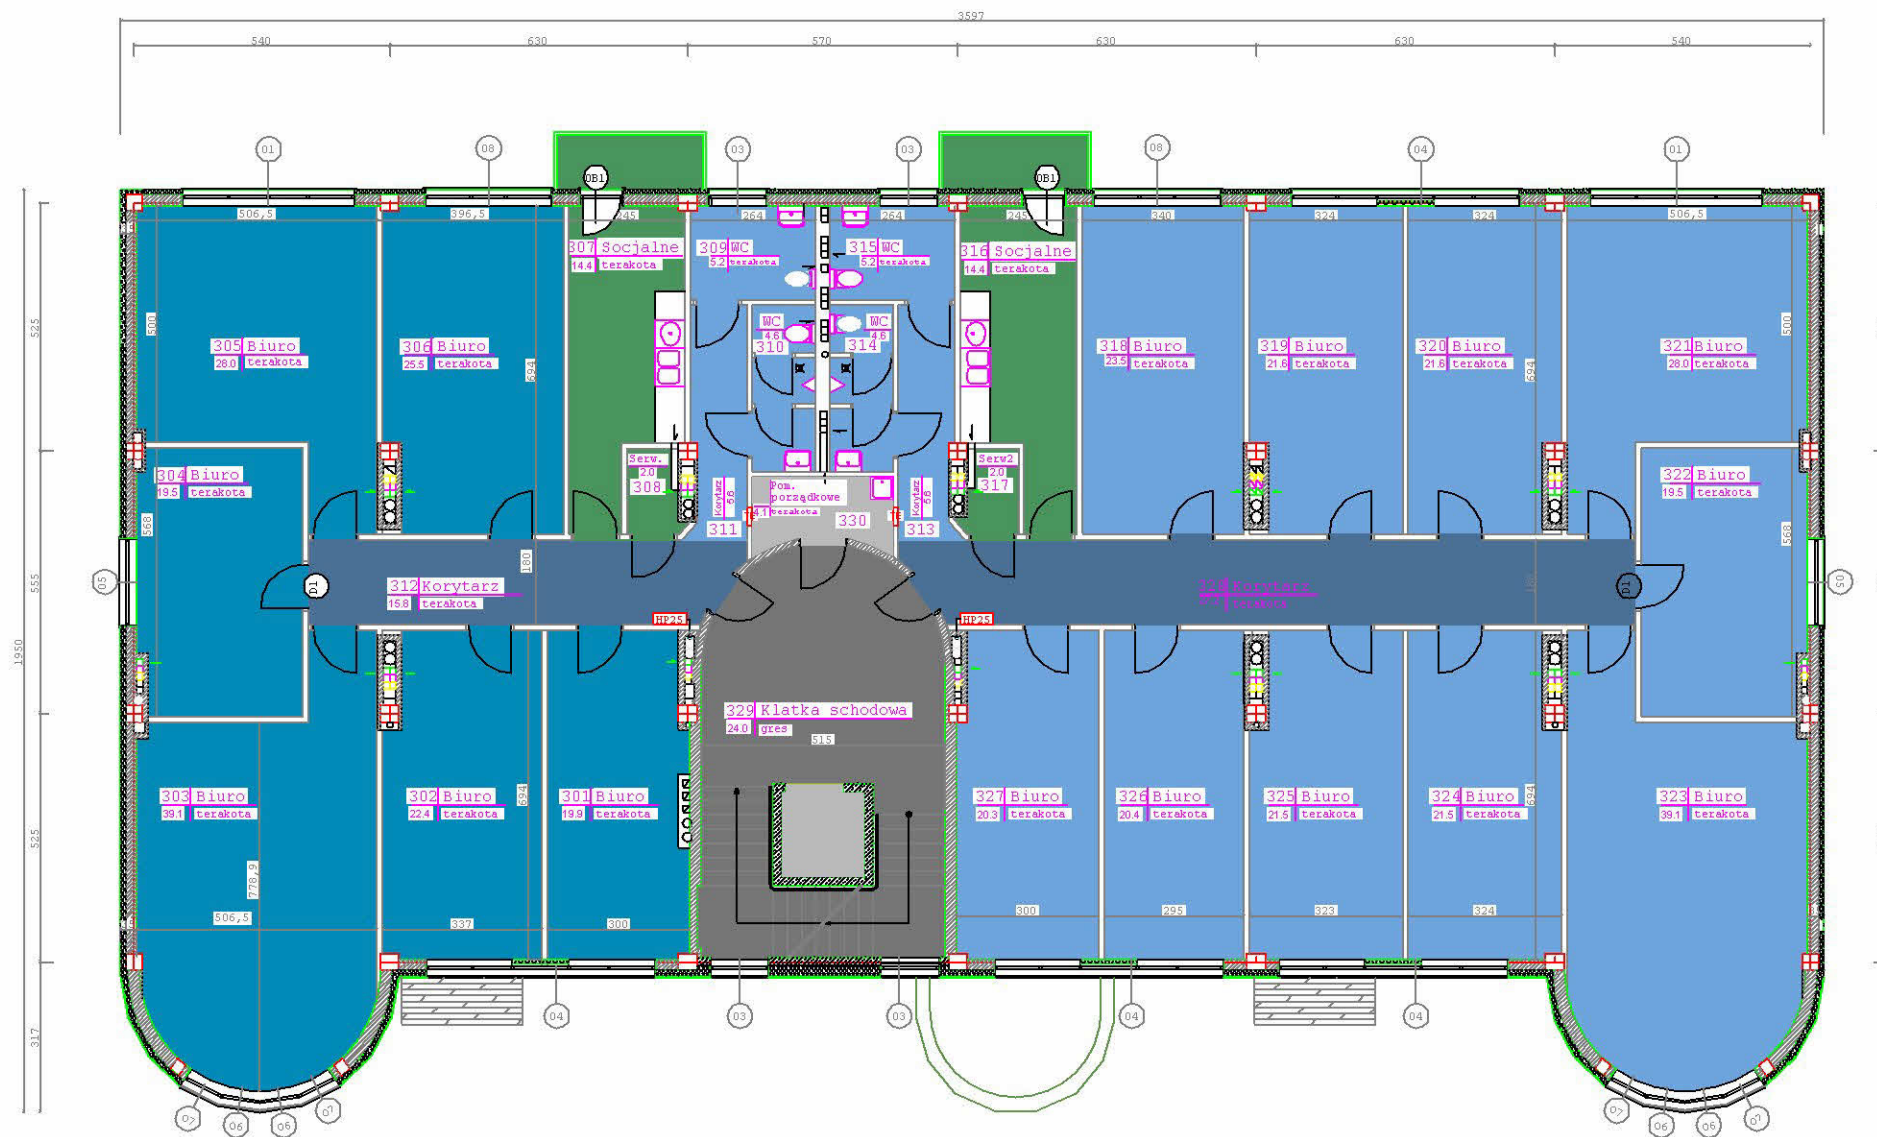 3597
540
630
570
630
630
540
01
08
03
03
08
04
01
0B1
0B1
506,5
396,5
245
264
264
245
340
324
324
506,5
307 Socjalne
14.4 terakota
309 WC
5.2 terakota
315 WC
5.2 terakota
316 Socjalne
14.4 terakota
525
500
500
WC
4.6
310
WC
4.6
314
305 Biuro
28.0 terakota
306 Biuro
25.5 terakota
694
318 Biuro
23.5 terakota
319 Biuro
21.6 terakota
320 Biuro
21.6 terakota
694
321 Biuro
28.0 terakota
304 Biuro
19.5 terakota
Serw.
2.0
308
Korytarz
5.6
311
Pom.
porządkowe
4.1 terakota
330
Korytarz
5.6
313
Serw2
2.0
317
322 Biuro
19.5 terakota
568
568
555
180
05
D1
312 Korytarz
15.8 terakota
Korytarz
terakota
D1
05
HP25
HP25
1950
329 Klatka schodowa
24.0 gres
515
303 Biuro
39.1 terakota
302 Biuro
22.4 terakota
694
301 Biuro
19.9 terakota
327 Biuro
20.3 terakota
326 Biuro
20.4 terakota
325 Biuro
21.5 terakota
324 Biuro
21.5 terakota
694
323 Biuro
39.1 terakota
525
778,9
506,5
337
300
300
295
323
324
317
04
03
03
04
04
07
06
06
07
07
06
06
07